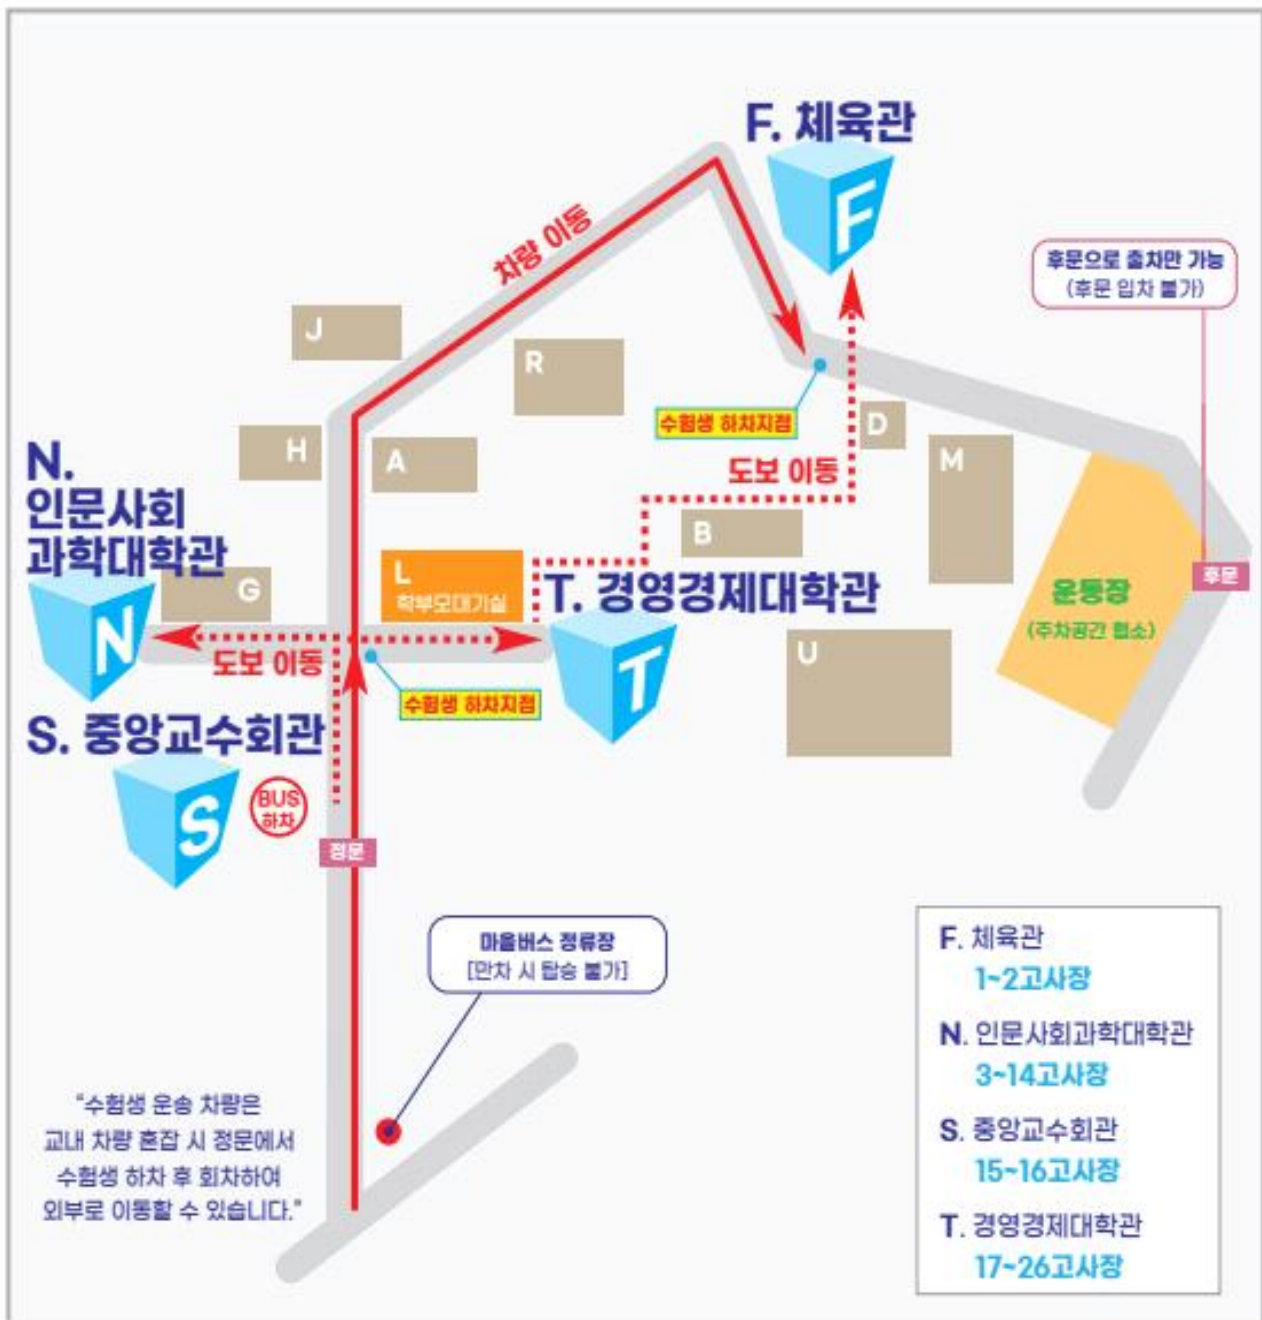 F. 체육관
F
차량 이동
후문으로 출차만 가능
(후문 입차 불가)
J
R
수험생 하차지점
D
H
A
M
N.
인문사회
과학대학관
도보 이동
B
G
L
학부모대기실
T. 경영경제대학관
후문
운동장
(주차공간 협소)
N
도보 이동
T
U
수험생 하차지점
S. 중앙교수회관
S
BUS
하차
정문
마을버스 정류장
[만차 시 탑승 불가]
"수험생 운송 차량은
교내 차량 혼잡 시 정문에서
수험생 하차 후 회차하여
외부로 이동할 수 있습니다."
F. 체육관
1~2고사장
N. 인문사회과학대학관
3~14고사장
S. 중앙교수회관
15~16고사장
T. 경영경제대학관
17~26고사장